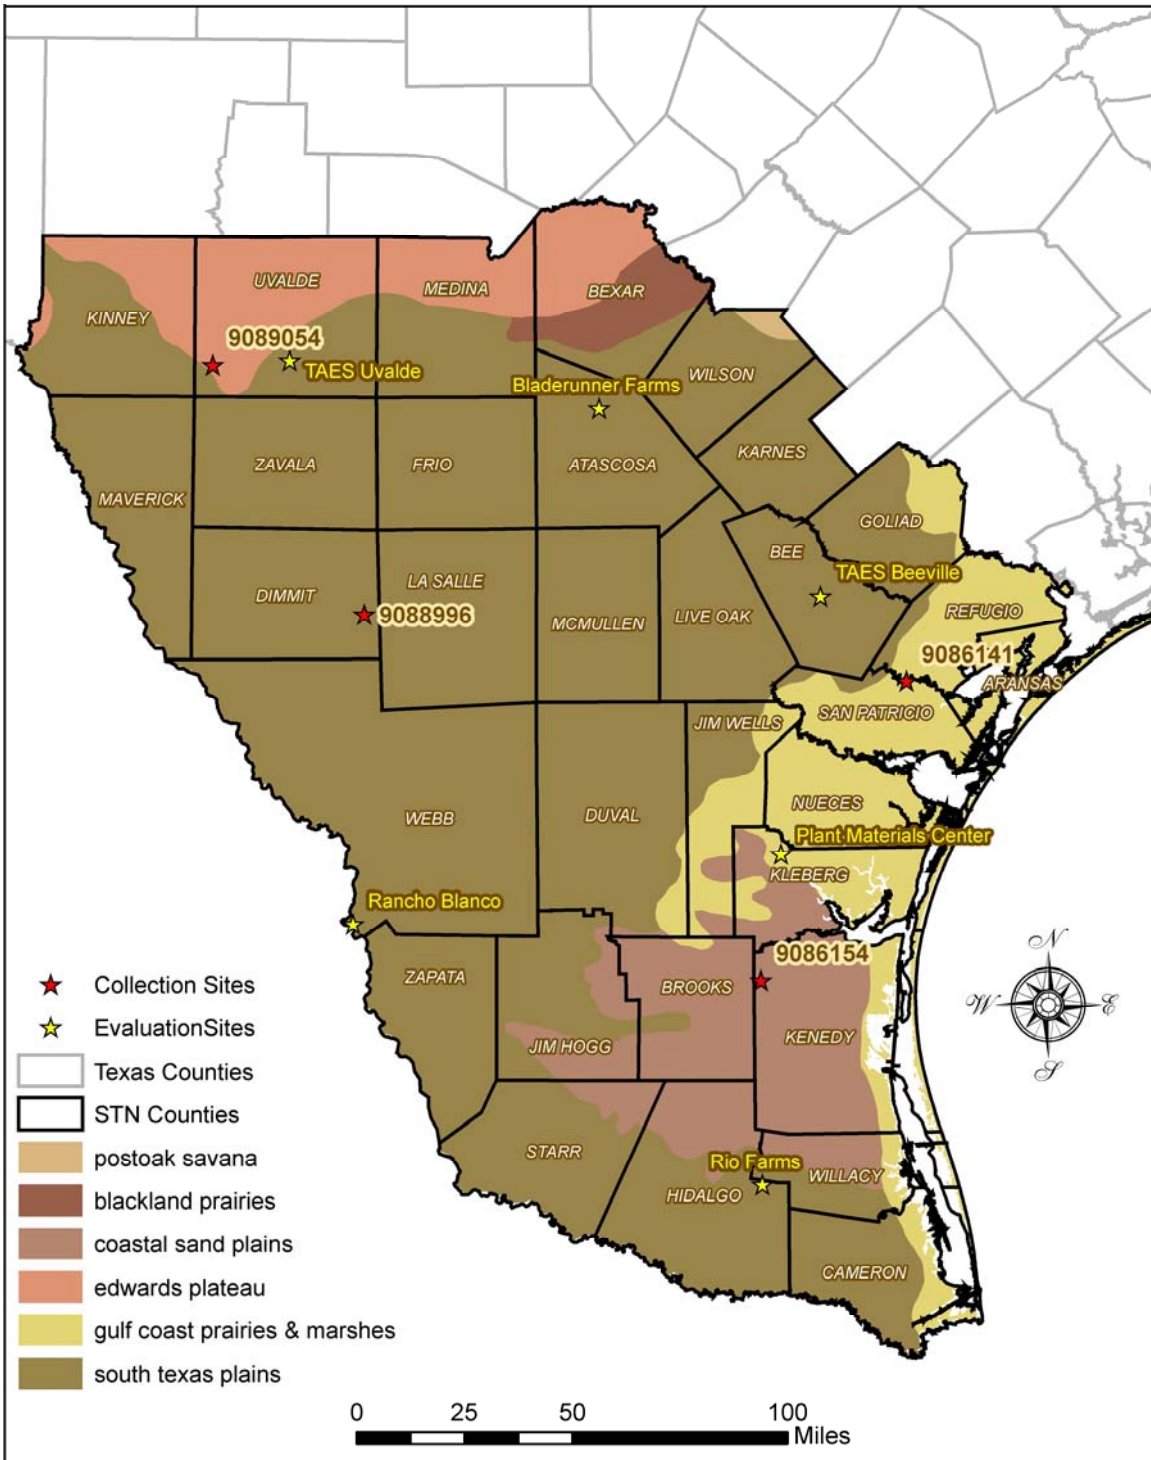 UVALDE
MEDINA
BEXAR
KINNEY
9089054
TAES Uvalde
Bladerunner Farms
WILSON
ZAVALA
FRIO
ATASCOSA
KARNES
MAVERICK
GOLIAD
BEE
TAES Beeville
DIMMIT
LA SALLE
9088996
MCMULLEN
LIVE OAK
REFUGIO
9086141
ARANSAS
SAN PATRICIO
JIM WELLS
NUECES
WEBB
DUVAL
Plant Materials Center
KLEBERG
Rancho Blanco
9086154
ZAPATA
BROOKS
KENEDY
JIM HOGG
STARR
Rio Farms
HIDALGO
WILLACY
CAMERON
N
W
E
S
Collection Sites
EvaluationSites
Texas Counties
STN Counties
postoak savana
blackland prairies
coastal sand plains
edwards plateau
gulf coast prairies & marshes
south texas plains
0 25 50 100
Miles